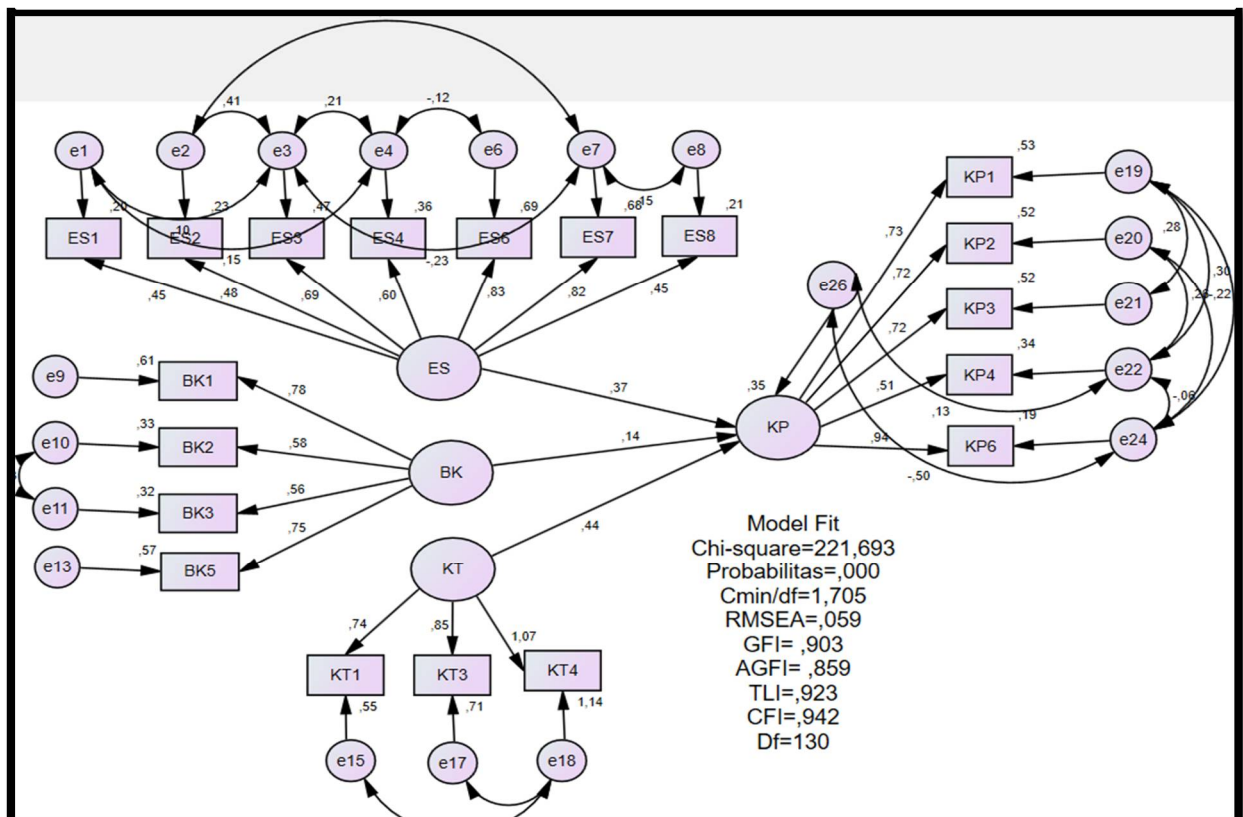 ,41
,21
-,12
e1
e2
e3
e4
e6
e7
e8
,20
,23
,47
,36
,69
,66
,15
,21
ES1
ES2
ES3
ES4
ES6
ES7
ES8
,10
,15
-,23
,45
,48
,69
,60
,83
,82
,45
ES
,53
KP1
e19
,52
KP2
e20
,73
,28
,72
e26
,52
KP3
e21
,30
,26
-,22
,72
,34
KP4
e22
,51
-,06
,37
,35
KP
,13
,19
,94
KP6
e24
-,50
e9
,61
BK1
,78
e10
,33
BK2
,58
BK
,14
e11
,32
BK3
,56
e13
,57
BK5
,75
KT
,44
,74
,85
1,07
KT1
KT3
KT4
,55
,71
1,14
e15
e17
e18
Model Fit
Chi-square=221,693
Probabilitas=,000
Cmin/df=1,705
RMSEA=,059
GFI= ,903
AGFI= ,859
TLI=,923
CFI=,942
Df=130